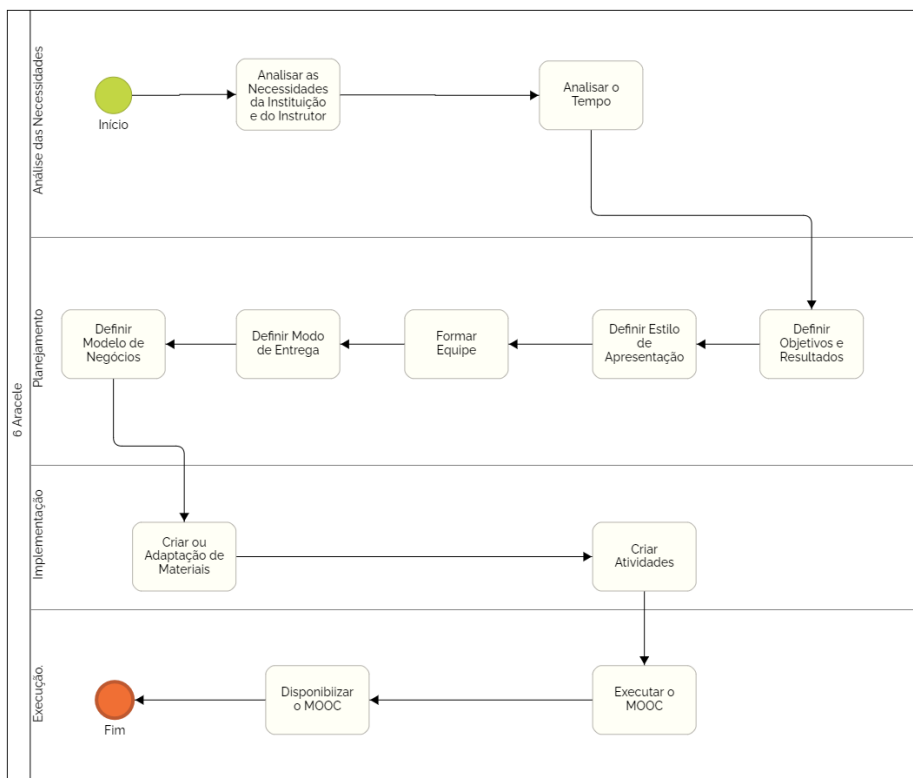 6 Aracele
Análise das Necessidades
Início
Analisar as
Necessidades
da Instituição
e do Instrutor
Analisar o
Tempo
Planejamento
Definir
Modelo de
Negócios
Definir Modo
de Entrega
Formar
Equipe
Definir Estilo
de
Apresentação
Definir
Objetivos e
Resultados
Implementação
Criar ou
Adaptação de
Materiais
Criar
Atividades
Execução.
Fim
Disponibiizar
o MOOC
Executar o
MOOC